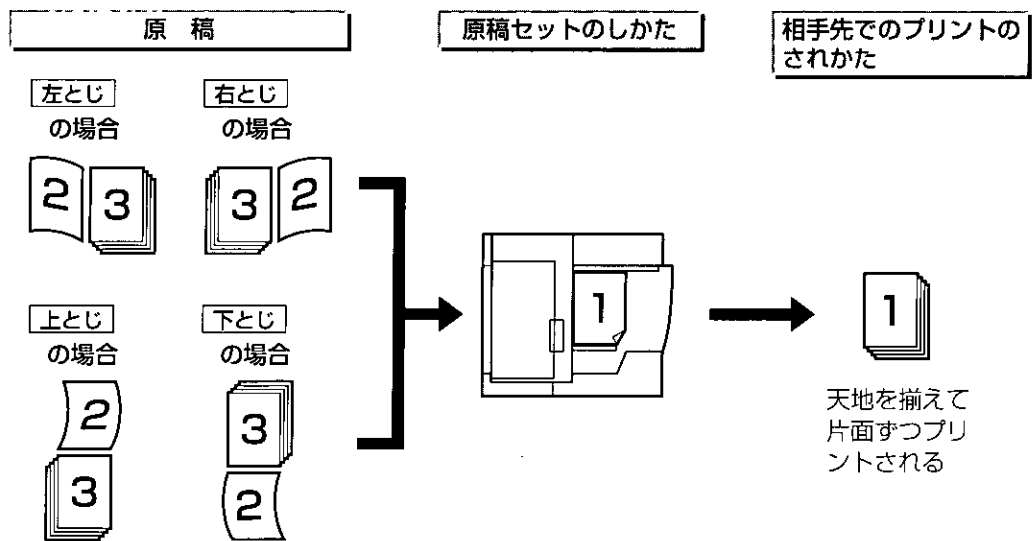 原 稿
原稿セットのしかた
相手先でのプリントの
されかた
左とじ
の場合
右とじ
の場合
2 3
3 2
上とじ
の場合
下とじ
の場合
2
3
3
2
1
1
天地を揃えて
片面ずつプリ
ントされる